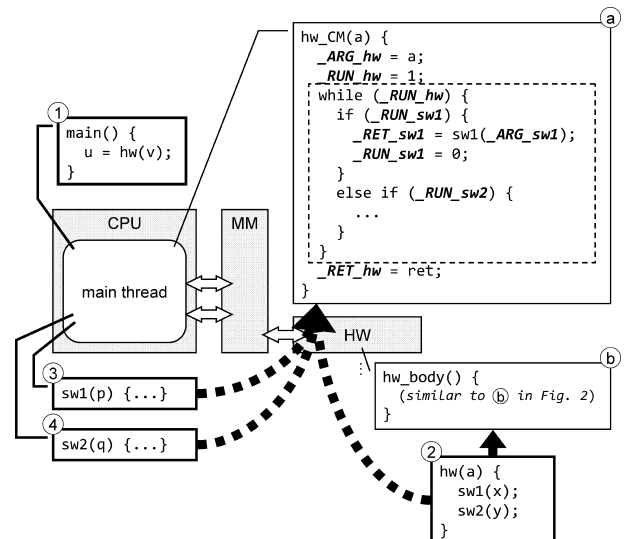 ⓐ
hw_CM(a) {
_ARG_hw = a;
_RUN_hw = 1;
while (_RUN_hw) {
if (_RUN_sw1) {
_RET_sw1 = sw1(_ARG_sw1);
_RUN_sw1 = 0;
}
else if (_RUN_sw2) {
...
}
}
_RET_hw = ret;
}
①
main() {
u = hw(v);
}
CPU
MM
main thread
HW
③
sw1(p) {...}
④
sw2(q) {...}
...
ⓑ
hw_body() {
(similar to ⓑ in Fig. 2)
}
②
hw(a) {
sw1(x);
sw2(y);
}